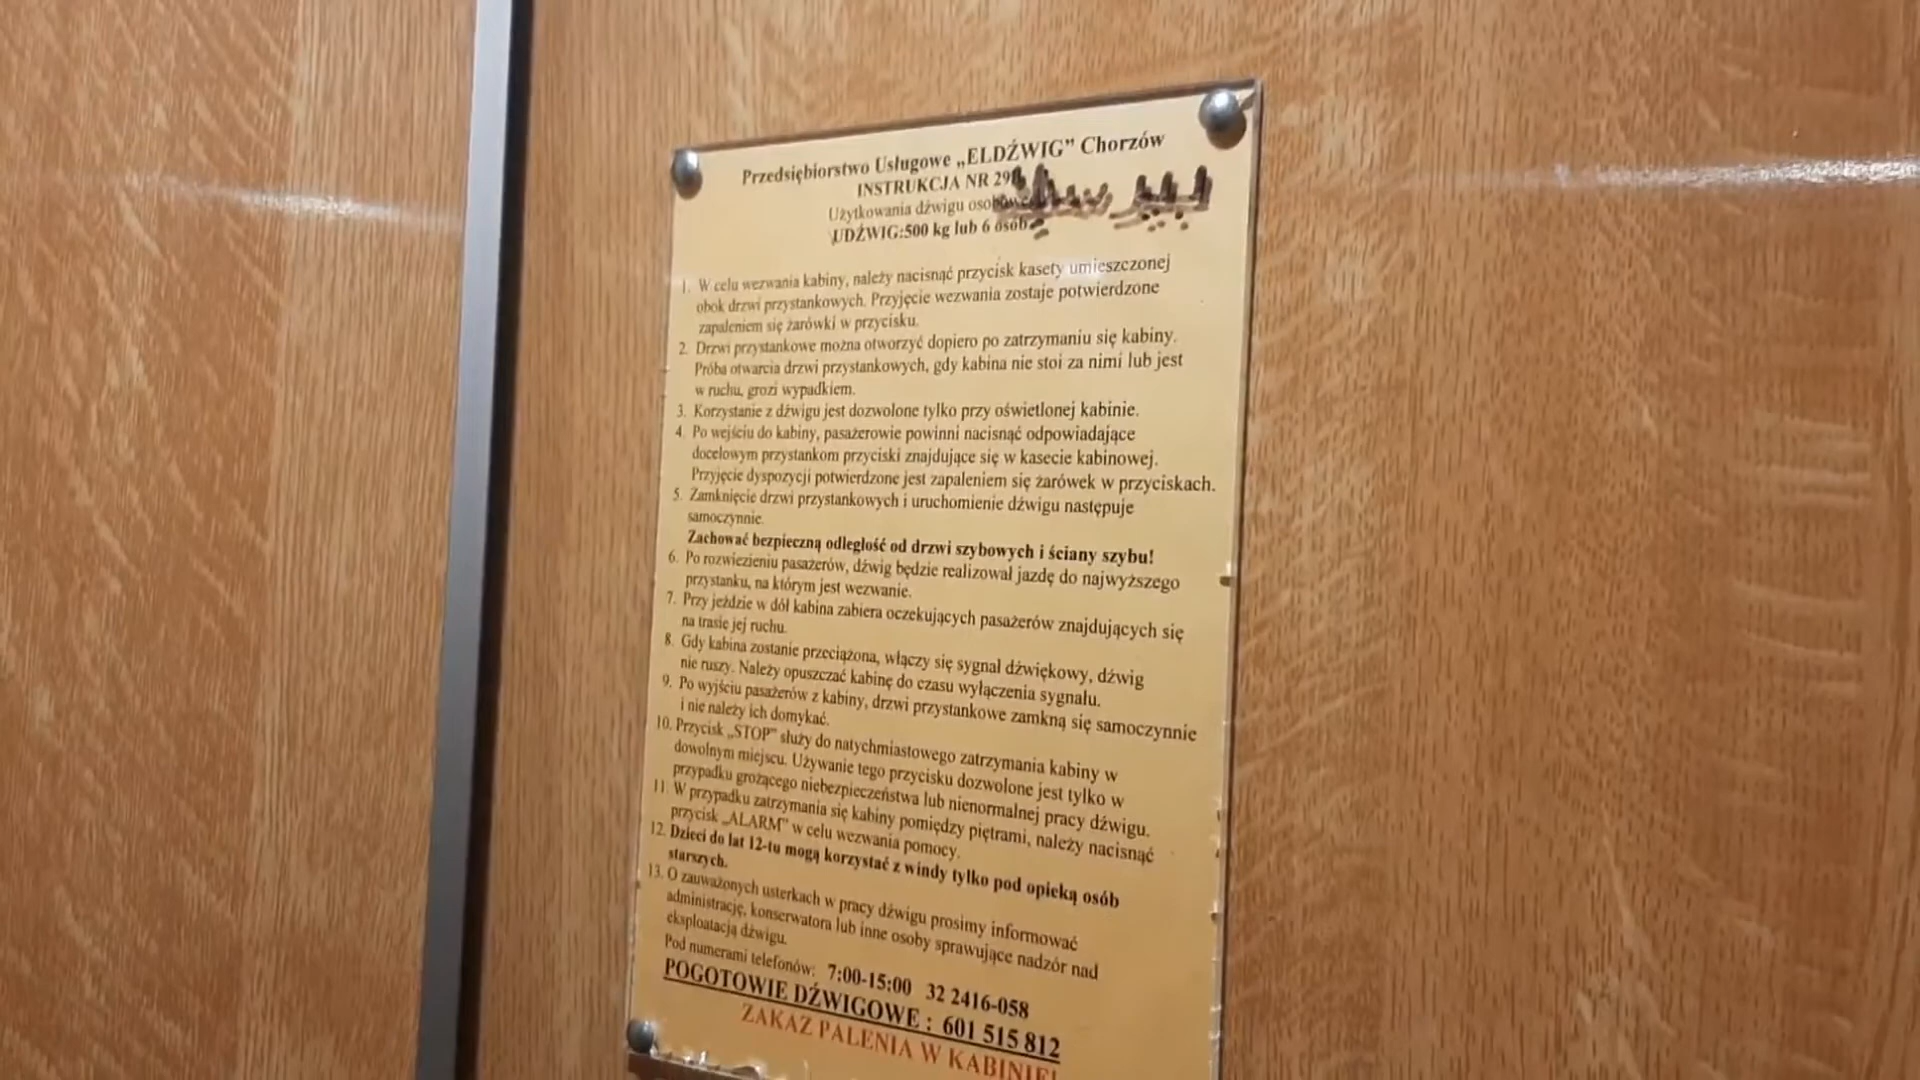 Przedsiębiorstwo Usługowe „ELDŹWIG” Chorzów
INSTRUKCJA NR
Użytkowania dźwigu
UDŹWIG:500 kg lub 6 osób
1. W celu wezwania kabiny, należy nacisnąć przycisk kasety umieszczonej
obok drzwi przystankowych. Przyjęcie wezwania zostaje potwierdzone
zapaleniem się żarówki w przycisku.
2. Drzwi przystankowe można otworzyć dopiero po zatrzymaniu się kabiny.
Próba otwarcia drzwi przystankowych, gdy kabina nie stoi za nimi lub jest
w ruchu, grozi wypadkiem.
3. Korzystanie z dźwigu jest dozwolone tylko przy oświetlonej kabinie.
4. Po wejściu do kabiny, pasażerowie powinni nacisnąć odpowiadające
docelowym przystankom przyciski znajdujące się w kasecie kabinowej.
Przyjęcie dyspozycji potwierdzone jest zapaleniem się żarówek w przyciskach.
5. Zamknięcie drzwi przystankowych i uruchomienie dźwigu następuje
samoczynnie.
Zachować bezpieczną odległość od drzwi szybowych i ściany szybu!
6. Po rozwiezieniu pasażerów, dźwig będzie realizował jazdę do najwyższego
przystanku, na którym jest wezwanie.
7. Przy jeździe w dół kabina zabiera oczekujących pasażerów znajdujących się
na trasie jej ruchu.
8. Gdy kabina zostanie przeciążona, włączy się sygnał dźwiękowy, dźwig
nie ruszy. Należy opuszczać kabinę do czasu wyłączenia sygnału.
9. Po wyjściu pasażerów z kabiny, drzwi przystankowe zamkną się samoczynnie
i nie należy ich domykać.
10. Przycisk „STOP” służy do natychmiastowego zatrzymania kabiny w
dowolnym miejscu. Używanie tego przycisku dozwolone jest tylko w
przypadku grożącego niebezpieczeństwa lub nienormalnej pracy dźwigu.
11. W przypadku zatrzymania się kabiny pomiędzy piętrami, należy nacisnąć
przycisk „ALARM” w celu wezwania pomocy.
12. Dzieci do lat 12-tu mogą korzystać z windy tylko pod opieką osób
starszych.
13. O zauważonych usterkach w pracy dźwigu prosimy informować
administrację, konserwatora lub inne osoby sprawujące nadzór nad
eksploatacją dźwigu.
Pod numerami telefonów: 7:00-15:00 32 2416-058
POGOTOWIE DŹWIGOWE : 601 515 812
ZAKAZ PALENIA W KABINIE!